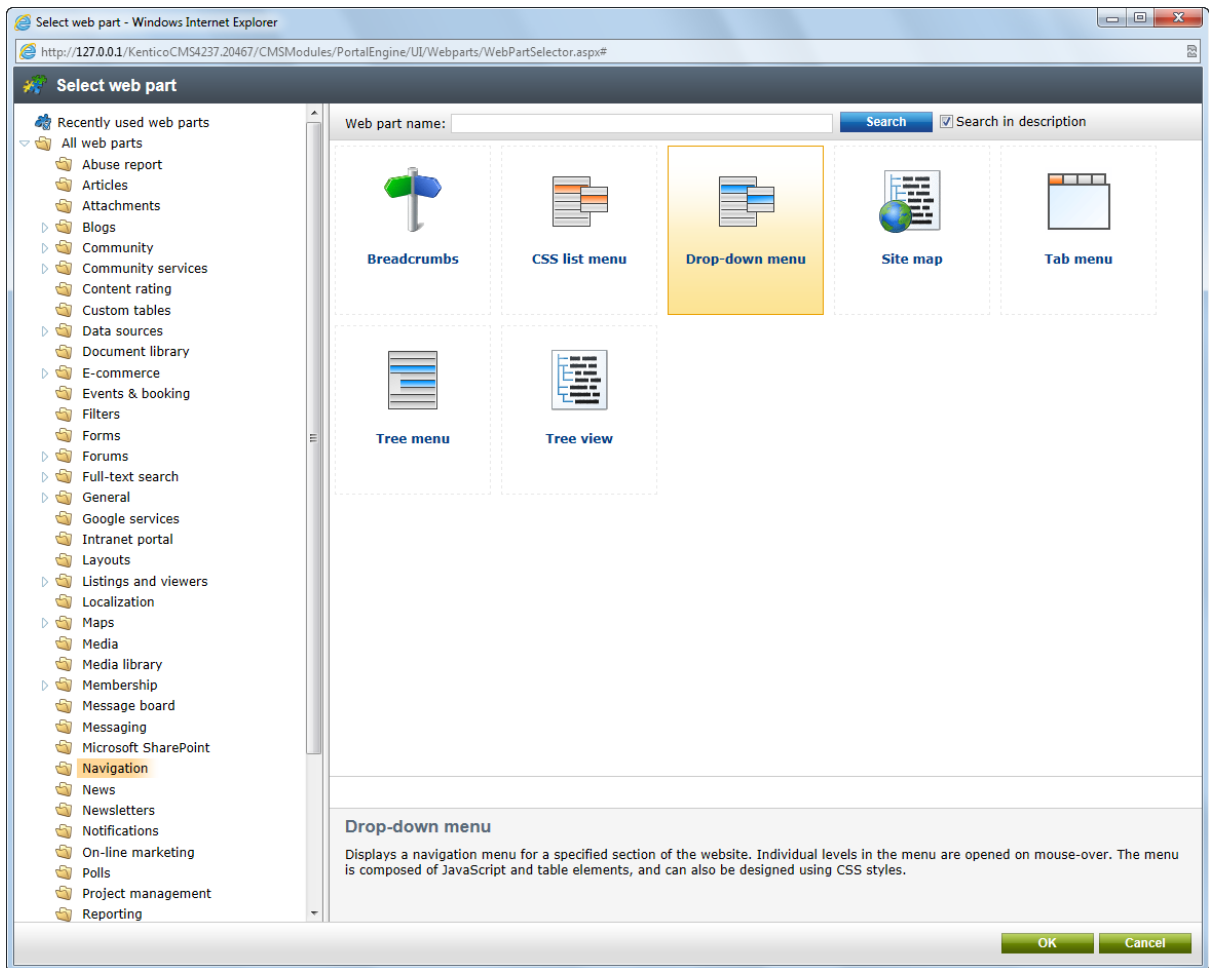 Select web part - Windows Internet Explorer
http://127.0.0.1/KenticoCMS4237.20467/CMSModules/PortalEngine/UI/Webparts/WebPartSelector.aspx#
Select web part
Recently used web parts
All web parts
Abuse report
Articles
Attachments
Blogs
Community
Community services
Content rating
Custom tables
Data sources
Document library
E-commerce
Events & booking
Filters
Forms
Forums
Full-text search
General
Google services
Intranet portal
Layouts
Listings and viewers
Localization
Maps
Media
Media library
Membership
Message board
Messaging
Microsoft SharePoint
Navigation
News
Newsletters
Notifications
On-line marketing
Polls
Project management
Reporting
Web part name: Search Search in description
Breadcrumbs CSS list menu Drop-down menu Site map Tab menu
Tree menu Tree view
Drop-down menu
Displays a navigation menu for a specified section of the website. Individual levels in the menu are opened on mouse-over. The menu
is composed of JavaScript and table elements, and can also be designed using CSS styles.
OK Cancel